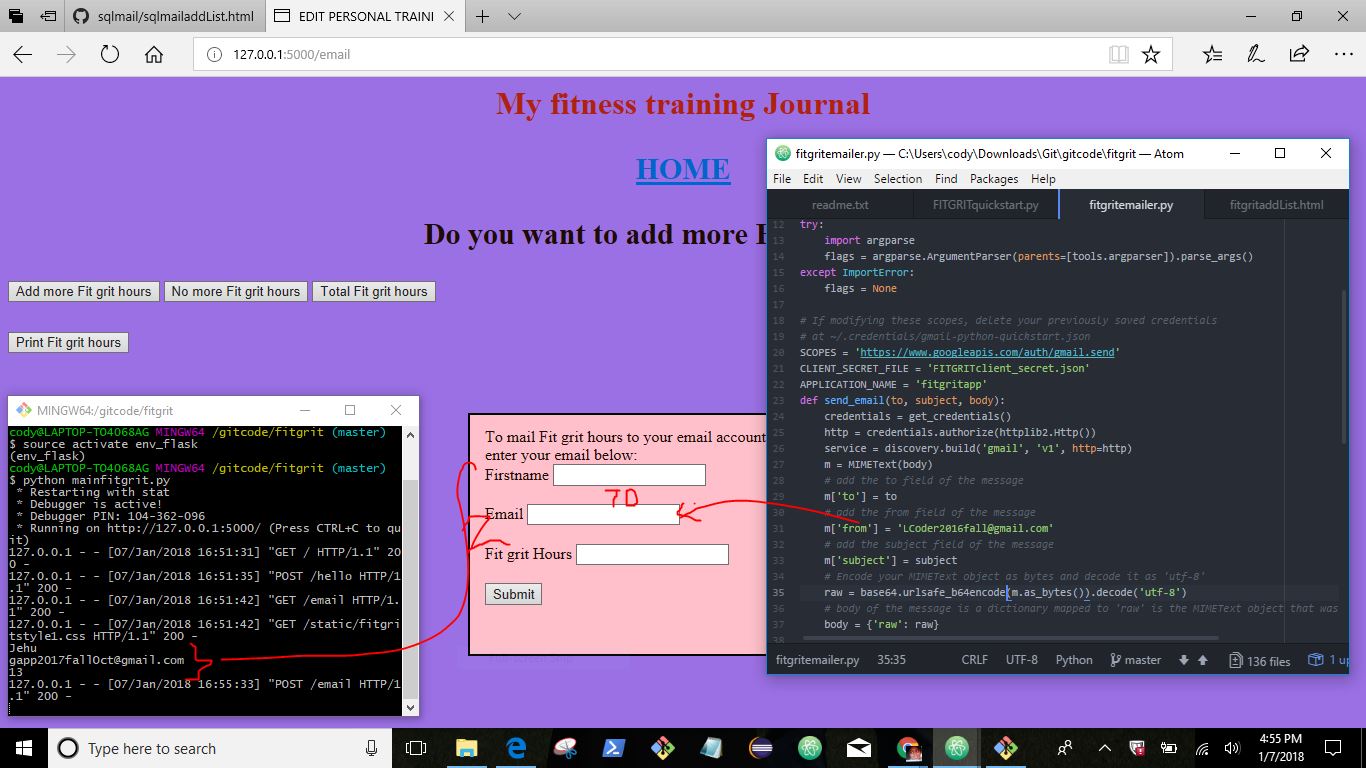 sqlmail/sqlmailaddList.html
EDIT PERSONAL TRAINI
127.0.0.1:5000/email
My fitness training Journal
HOME
Do you want to add more F
Add more Fit grit hours No more Fit grit hours Total Fit grit hours
Print Fit grit hours
MINGW64:/gitcode/fitgrit
cody@LAPTOP-TO4068AG MINGW64 /gitcode/fitgrit (master)
$ source activate env_flask
(env_flask)
cody@LAPTOP-TO4068AG MINGW64 /gitcode/fitgrit (master)
$ python mainfitgrit.py
* Restarting with stat
* Debugger is active!
* Debugger PIN: 104-362-096
* Running on http://127.0.0.1:5000/ (Press CTRL+C to qu
it)
127.0.0.1 - - [07/Jan/2018 16:51:31] "GET / HTTP/1.1" 20
0 -
127.0.0.1 - - [07/Jan/2018 16:51:35] "POST /hello HTTP/1
.1" 200 -
127.0.0.1 - - [07/Jan/2018 16:51:42] "GET /email HTTP/1.
1" 200 -
127.0.0.1 - - [07/Jan/2018 16:51:42] "GET /static/fitgri
tstyle1.css HTTP/1.1" 200 -
Jehu
gapp2017fallOct@gmail.com
13
127.0.0.1 - - [07/Jan/2018 16:55:33] "POST /email HTTP/1
.1" 200 -
To mail Fit grit hours to your email account
enter your email below:
Firstname
TO
Email
Fit grit Hours
Submit
fitgritemailer.py — C:\Users\cody\Downloads\Git\gitcode\fitgrit — Atom
File Edit View Selection Find Packages Help
readme.txt FITGRITquickstart.py fitgritemailer.py fitgritaddList.html
12 try:
13 import argparse
14 flags = argparse.ArgumentParser(parents=[tools.argparser]).parse_args()
15 except ImportError:
16 flags = None
17
18 # If modifying these scopes, delete your previously saved credentials
19 # at ~/.credentials/gmail-python-quickstart.json
20 SCOPES = 'https://www.googleapis.com/auth/gmail.send'
21 CLIENT_SECRET_FILE = 'FITGRITclient_secret.json'
22 APPLICATION_NAME = 'fitgritapp'
23 def send_email(to, subject, body):
24 credentials = get_credentials()
25 http = credentials.authorize(httplib2.Http())
26 service = discovery.build('gmail', 'v1', http=http)
27 m = MIMEText(body)
28 # add the to field of the message
29 m['to'] = to
30 # add the from field of the message
31 m['from'] = 'LCoder2016fall@gmail.com'
32 # add the subject field of the message
33 m['subject'] = subject
34 # Encode your MIMEText object as bytes and decode it as 'utf-8'
35 raw = base64.urlsafe_b64encode(m.as_bytes()).decode('utf-8')
36 # body of the message is a dictionary mapped to 'raw' is the MIMEText object that was
37 body = {'raw': raw}
38
fitgritemailer.py 35:35 CRLF UTF-8 Python master 136 files 1 up
Type here to search
4:55 PM
1/7/2018